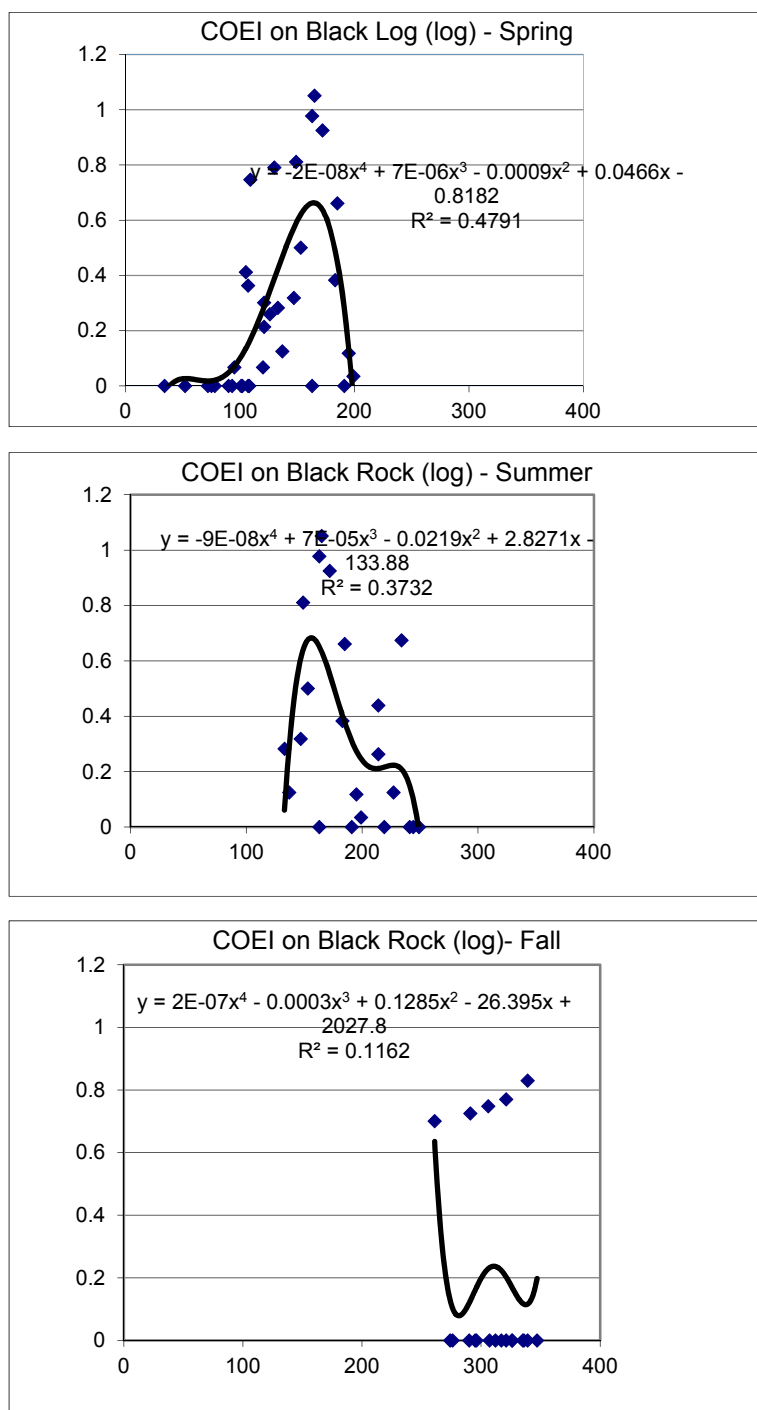 COEI on Black Log (log) - Spring
1.2
1
0.8
0.6
0.4
0.2
0
y = -2E-08x⁴ + 7E-06x³ - 0.0009x² + 0.0466x -
0.8182
R² = 0.4791
0 100 200 300 400
COEI on Black Rock (log) - Summer
1.2
1
0.8
0.6
0.4
0.2
0
y = -9E-08x⁴ + 7E-05x³ - 0.0219x² + 2.8271x -
133.88
R² = 0.3732
0 100 200 300 400
COEI on Black Rock (log)- Fall
1.2
1
0.8
0.6
0.4
0.2
0
y = 2E-07x⁴ - 0.0003x³ + 0.1285x² - 26.395x +
2027.8
R² = 0.1162
0 100 200 300 400